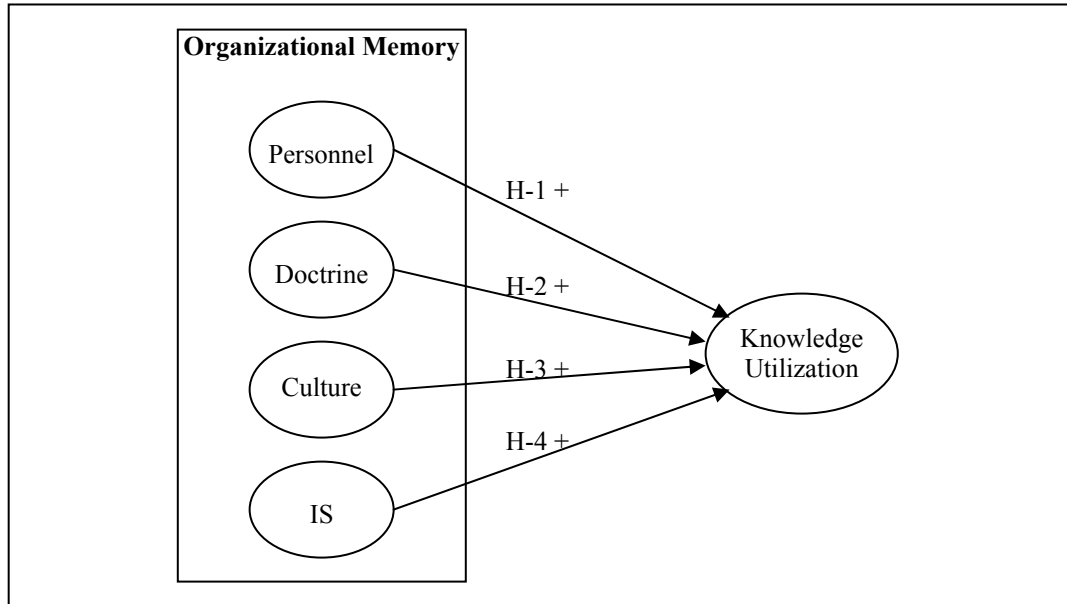 Organizational Memory
Personnel
H-1 +
Doctrine
H-2 +
Knowledge
Utilization
H-3 +
Culture
H-4 +
IS